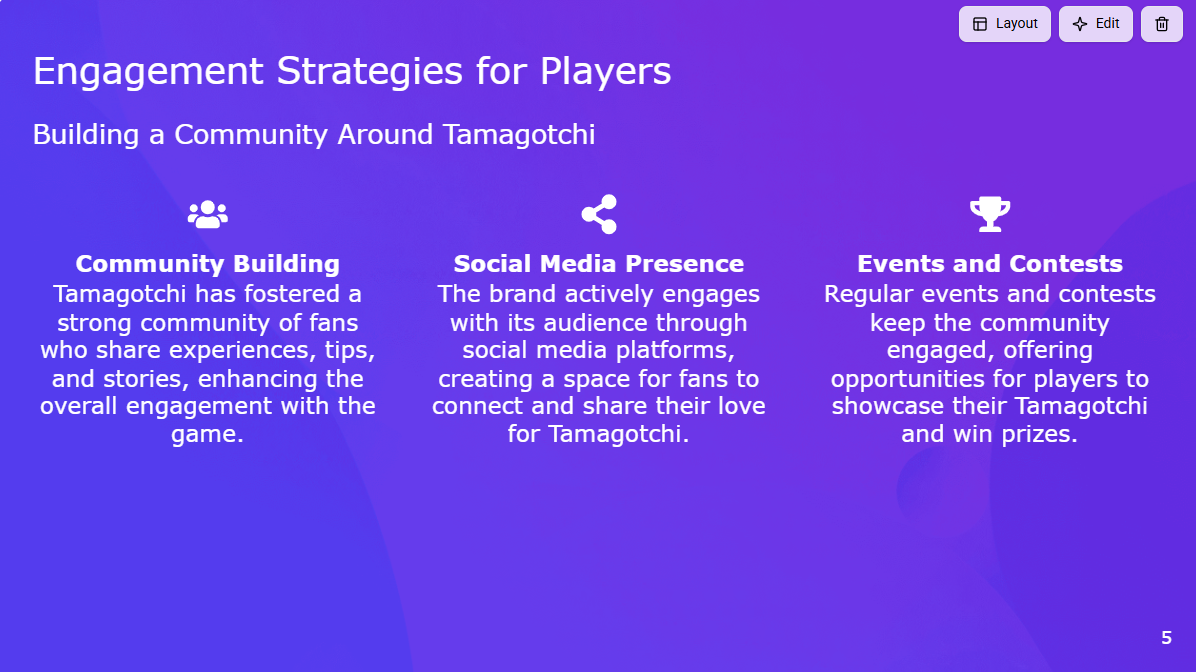 Layout
Edit
Engagement Strategies for Players
Building a Community Around Tamagotchi
Community Building
Tamagotchi has fostered a
strong community of fans
who share experiences, tips,
and stories, enhancing the
overall engagement with the
game.
Social Media Presence
The brand actively engages
with its audience through
social media platforms,
creating a space for fans to
connect and share their love
for Tamagotchi.
Events and Contests
Regular events and contests
keep the community
engaged, offering
opportunities for players to
showcase their Tamagotchi
and win prizes.
5